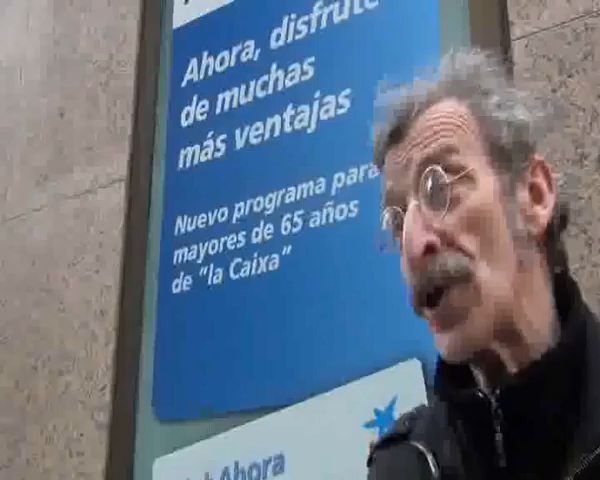 Ahora, disfrute
de muchas
más ventajas
Nuevo programa para
mayores de 65 años
de "la Caixa"
Ahora